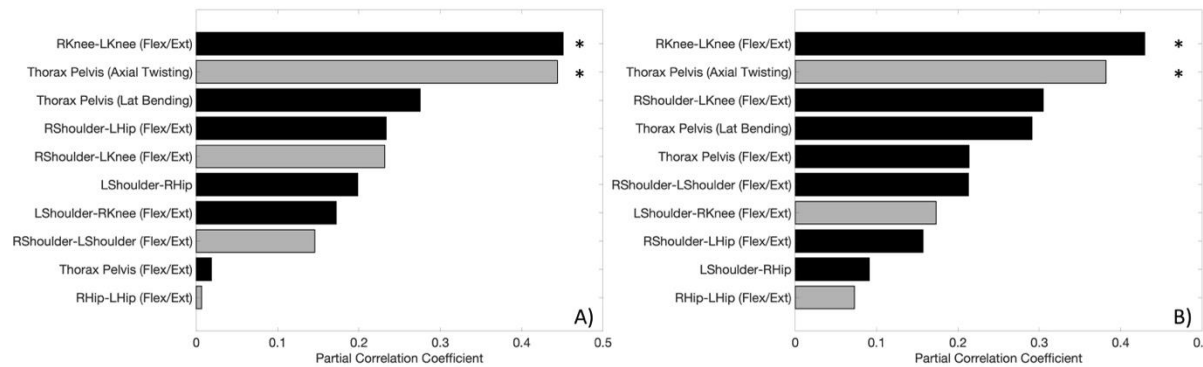 RKnee-LKnee (Flex/Ext)
*
Thorax Pelvis (Axial Twisting)
*
Thorax Pelvis (Lat Bending)
RShoulder-LHip (Flex/Ext)
RShoulder-LKnee (Flex/Ext)
LShoulder-RHip
LShoulder-RKnee (Flex/Ext)
RShoulder-LShoulder (Flex/Ext)
Thorax Pelvis (Flex/Ext)
RHip-LHip (Flex/Ext)
A)
0 0.1 0.2 0.3 0.4 0.5
Partial Correlation Coefficient
RKnee-LKnee (Flex/Ext)
*
Thorax Pelvis (Axial Twisting)
*
RShoulder-LKnee (Flex/Ext)
Thorax Pelvis (Lat Bending)
Thorax Pelvis (Flex/Ext)
RShoulder-LShoulder (Flex/Ext)
LShoulder-RKnee (Flex/Ext)
RShoulder-LHip (Flex/Ext)
LShoulder-RHip
RHip-LHip (Flex/Ext)
B)
0 0.1 0.2 0.3 0.4 0.
Partial Correlation Coefficient